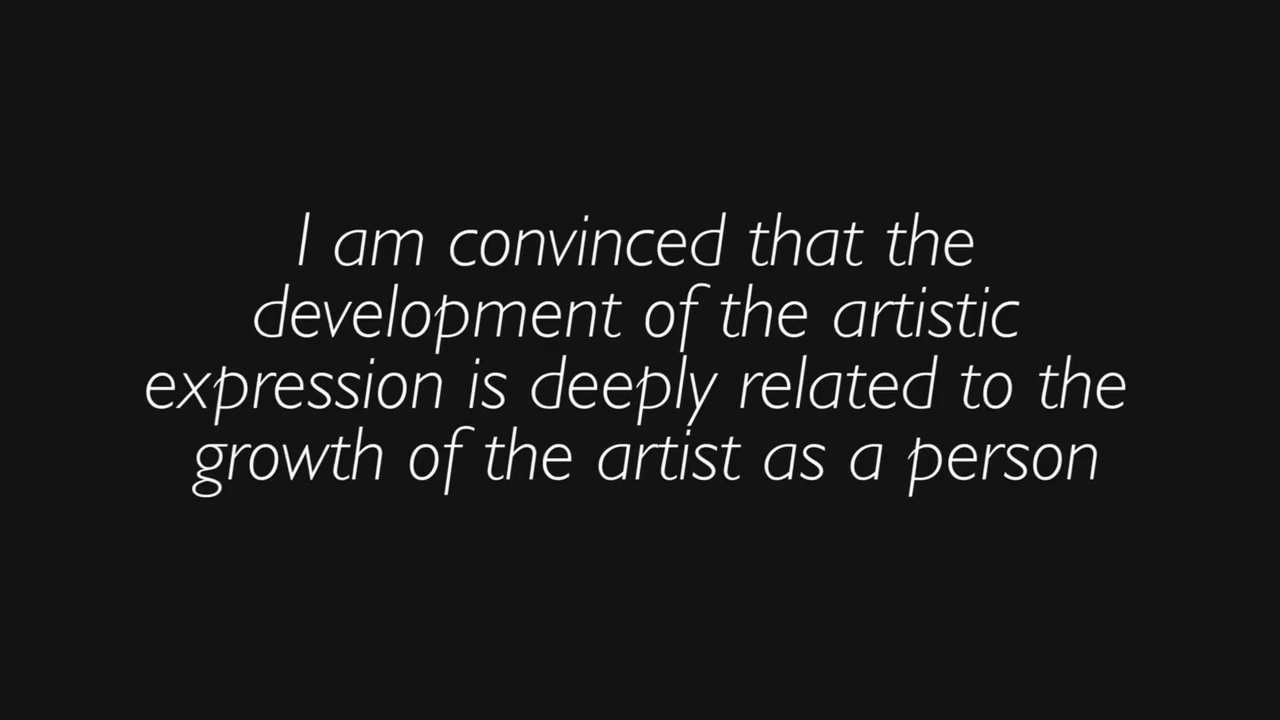 I am convinced that the
development of the artistic
expression is deeply related to the
growth of the artist as a person